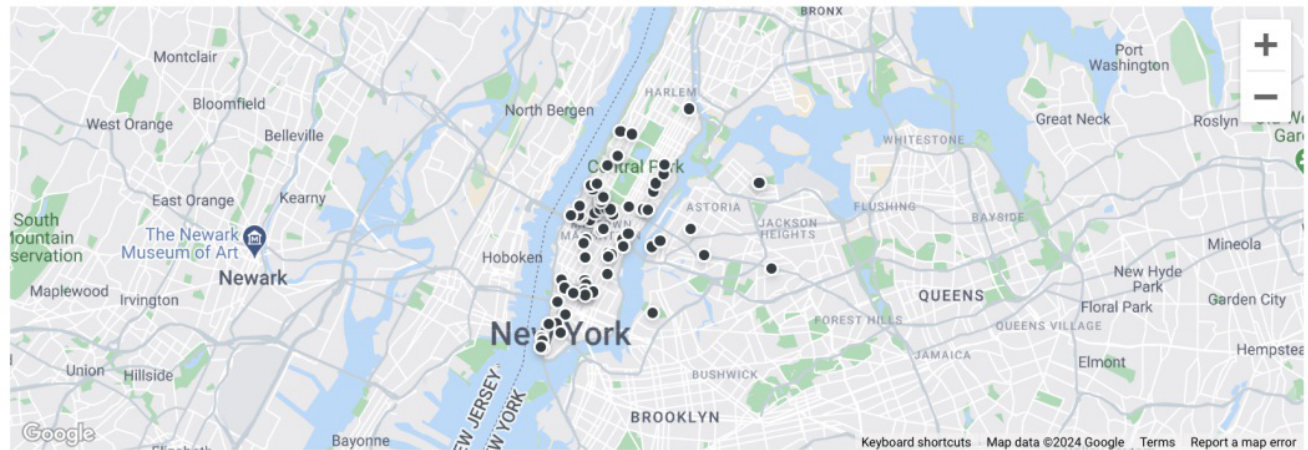 BRONX
Montclair
Port
Washington
Bloomfield
HARLEM
North Bergen
West Orange
Belleville
Great Neck
Roslyn
WHITESTONE
Central Park
East Orange
Kearny
South
Mountain
ASTORIA
FLUSHING
BAYSIDE
JACKSON
HEIGHTS
The Newark
Museum of Art
Hoboken
Mineola
Newark
Maplewood
Irvington
New Hyde
Park
QUEENS
Floral Park
Garden City
FOREST HILLS
QUEENS VILLAGE
New York
JAMAICA
Elmont
Union
Hillside
BUSHWICK
NEW JERSEY
NEW YORK
BROOKLYN
Google
Bayonne
Keyboard shortcuts Map data ©2024 Google Terms Report a map error